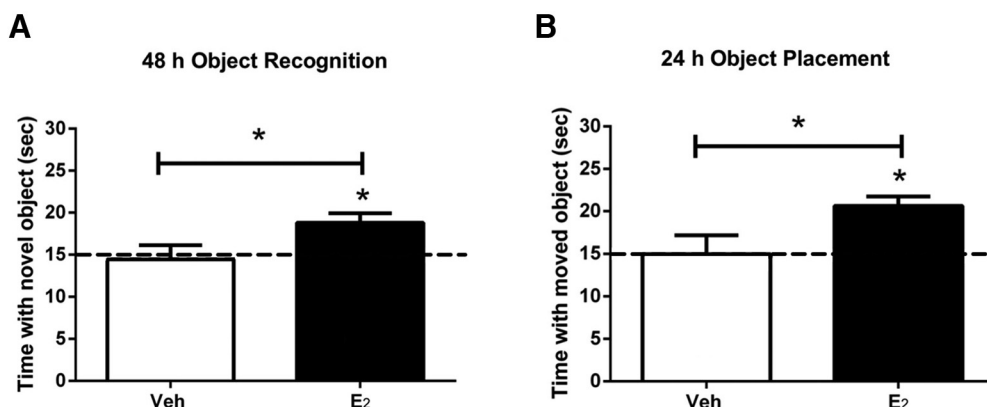 A
48 h Object Recognition
Time with novel object (sec)
30
25
20
15
10
5
0
*
*
Veh
E₂
B
24 h Object Placement
Time with moved object (sec)
30
25
20
15
10
5
0
*
*
Veh
E₂